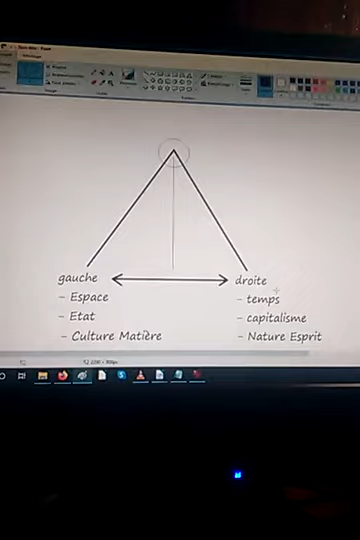 gauche
- Espace
- Etat
- Culture Matière
droite
- temps
- capitalisme
- Nature Esprit